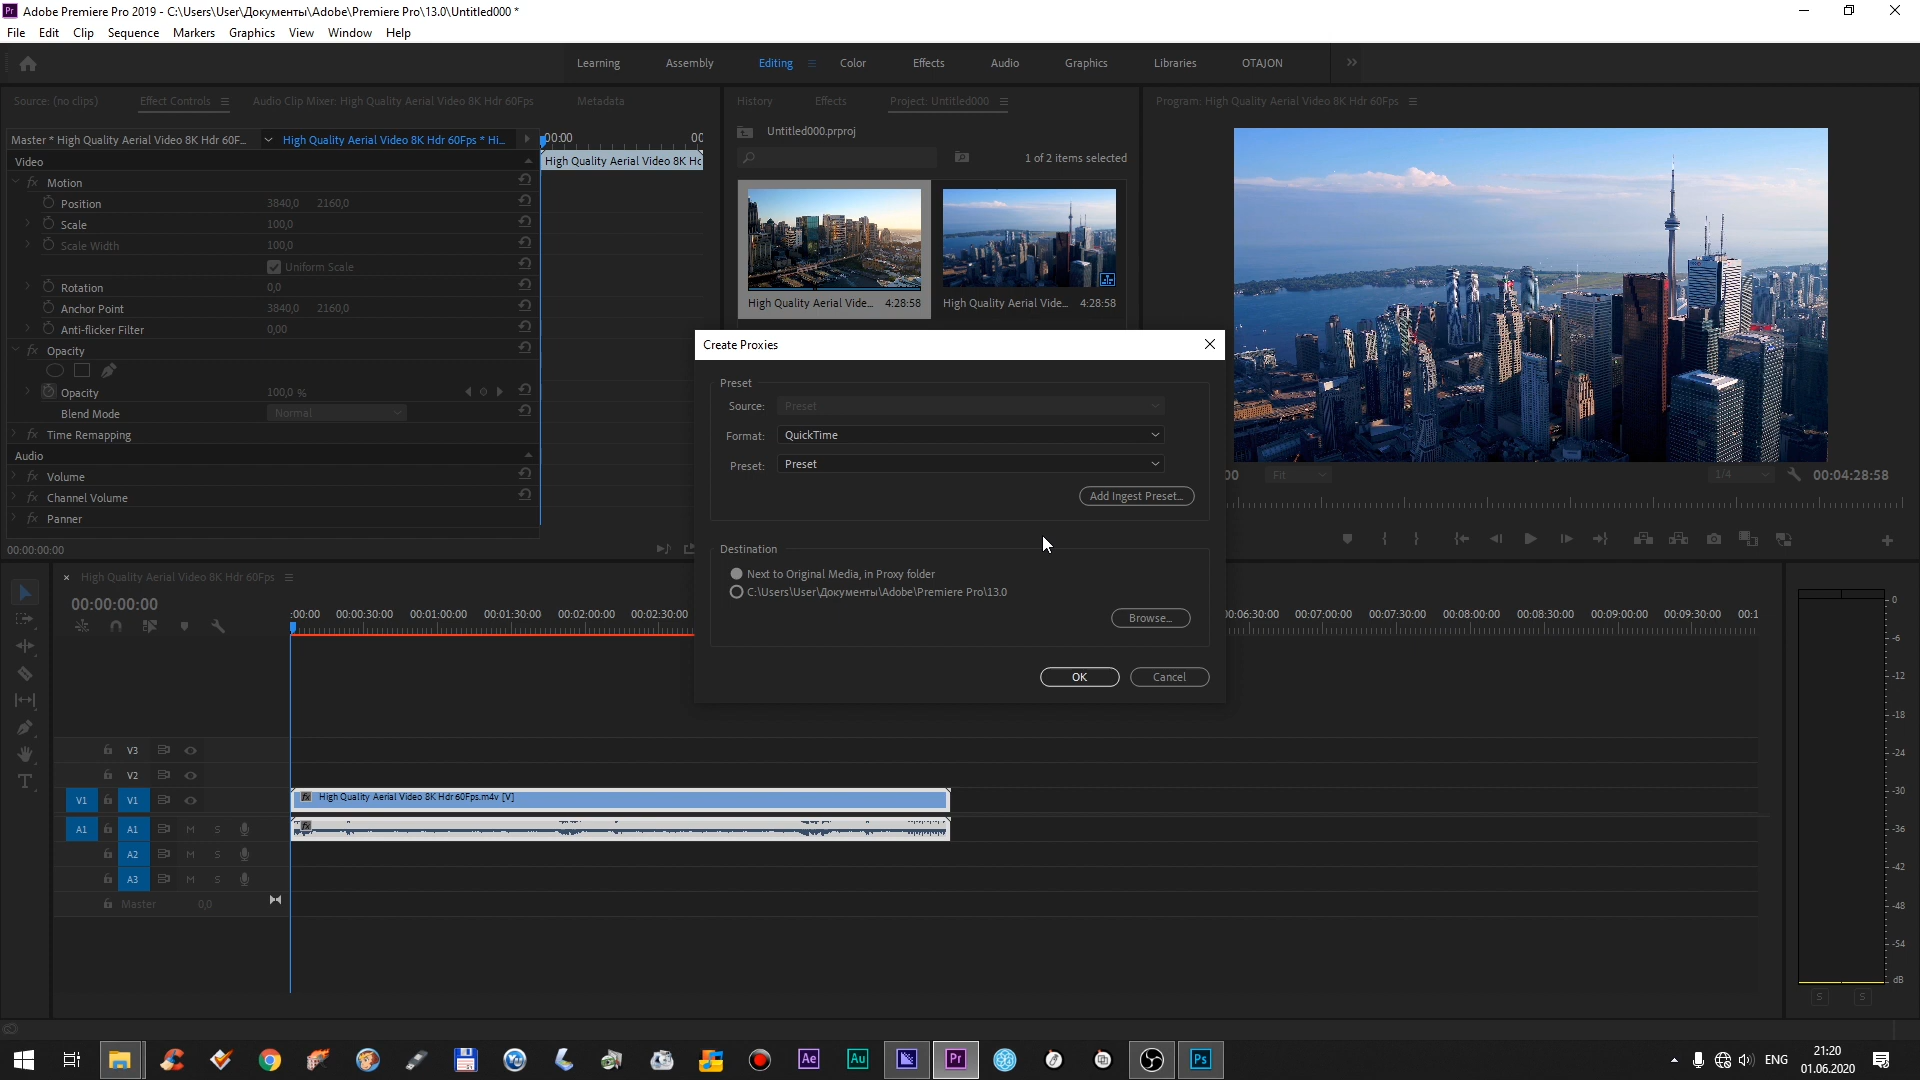 Adobe Premiere Pro 2019 - C:\Users\User\Документы\Adobe\Premiere Pro\13.0\Untitled000 *
File Edit Clip Sequence Markers Graphics View Window Help
Learning Assembly Editing Color Effects Audio Graphics Libraries OTAJON
Source: (no clips) Effect Controls Audio Clip Mixer: High Quality Aerial Video 8K Hdr 60Fps Metadata
History Effects Project: Untitled000
Program: High Quality Aerial Video 8K Hdr 60Fps
Master * High Quality Aerial Video 8K Hdr 60F... High Quality Aerial Video 8K Hdr 60Fps * Hi...
:00:00 00
Video
High Quality Aerial Video 8K Hd
Motion
Position 3840,0 2160,0
Scale 100,0
Scale Width 100,0
Uniform Scale
Rotation 0,0
Anchor Point 3840,0 2160,0
Anti-flicker Filter 0,00
Opacity
Opacity 100,0 %
Blend Mode Normal
Time Remapping
Audio
Volume
Channel Volume
Panner
00:00:00:00
Untitled000.prproj
1 of 2 items selected
High Quality Aerial Vide... 4:28:58
High Quality Aerial Vide... 4:28:58
Create Proxies
Preset
Source: Preset
Format: QuickTime
Preset: Preset
Add Ingest Preset...
Destination
Next to Original Media, in Proxy folder
C:\Users\User\Документы\Adobe\Premiere Pro\13.0
Browse...
OK Cancel
00 Fit 1/4 00:04:28:58
High Quality Aerial Video 8K Hdr 60Fps
00:00:00:00
:00:00 00:00:30:00 00:01:00:00 00:01:30:00 00:02:00:00 00:02:30:00
00:06:30:00 00:07:00:00 00:07:30:00 00:08:00:00 00:08:30:00 00:09:00:00 00:09:30:00 00:1
V3
V2
V1 V1
High Quality Aerial Video 8K Hdr 60Fps.m4v [V]
A1 A1 M S
A2 M S
A3 M S
Master 0,0
0
-6
-12
-18
-24
-30
-36
-42
-48
-54
dB
S S
Ae Au Pr Ps
ENG
21:20
01.06.2020